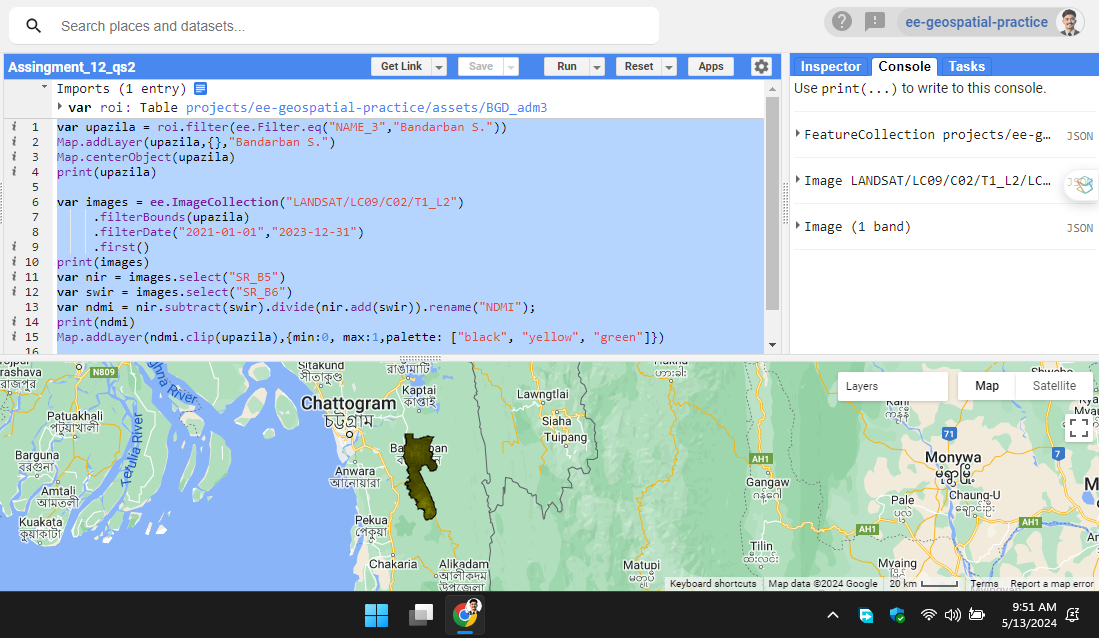 Search places and datasets...
ee-geospatial-practice
Assingment_12_qs2
Get Link
Save
Run
Reset
Apps
Inspector
Console
Tasks
Imports (1 entry)
var roi: Table projects/ee-geospatial-practice/assets/BGD_adm3
1 var upazila = roi.filter(ee.Filter.eq("NAME_3","Bandarban S."))
2 Map.addLayer(upazila,{},"Bandarban S.")
3 Map.centerObject(upazila)
4 print(upazila)
5
6 var images = ee.ImageCollection("LANDSAT/LC09/C02/T1_L2")
7 .filterBounds(upazila)
8 .filterDate("2021-01-01","2023-12-31")
9 .first()
10 print(images)
11 var nir = images.select("SR_B5")
12 var swir = images.select("SR_B6")
13 var ndmi = nir.subtract(swir).divide(nir.add(swir)).rename("NDMI");
14 print(ndmi)
15 Map.addLayer(ndmi.clip(upazila),{min:0, max:1,palette: ["black", "yellow", "green"]})
16
Use print(...) to write to this console.
FeatureCollection projects/ee-g… JSON
Image LANDSAT/LC09/C02/T1_L2/LC…
Image (1 band) JSON
Layers
Map
Satellite
N809
রাজাপুর
Patuakhali
পটুয়াখালী
Barguna
বরগুনা
Amtali
আমতলী
Kuakata
কুয়াকাটা
Tetulia River
Sitakund
সীতাকুণ্ড
রাঙামাটি
Kaptai
কাপ্তাই
Chattogram
চট্টগ্রাম
Anwara
আনোয়ারা
Pekua
পেকুয়া
Chakaria
Alikadam
আলীকদম
উপজেলা
Lawngtlai
Siaha
Tuipang
AH1
Gangaw
Tilin
Matupi
71
7
Monywa
Chaung-U
Pale
AH1
AH1
Myaing
Keyboard shortcuts
Map data ©2024 Google
20 km
Terms
Report a map error
9:51 AM
5/13/2024